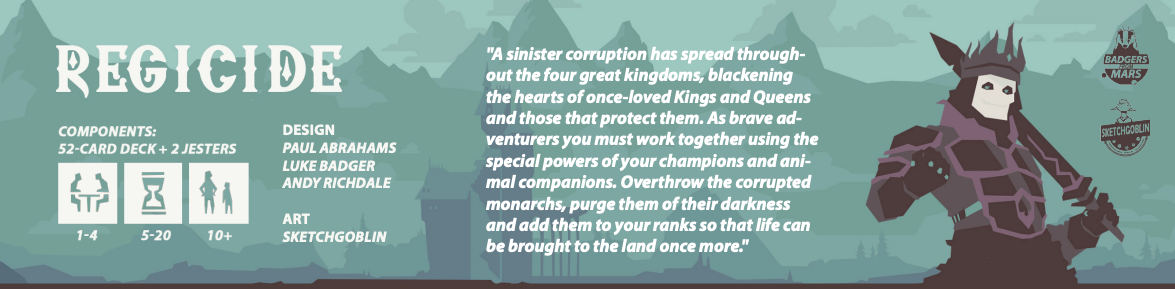 REGICIDE
COMPONENTS:
52-CARD DECK + 2 JESTERS
1-4
5-20
10+
DESIGN
PAUL ABRAHAMS
LUKE BADGER
ANDY RICHDALE
ART
SKETCHGOBLIN
"A sinister corruption has spread through-
out the four great kingdoms, blackening
the hearts of once-loved Kings and Queens
and those that protect them. As brave ad-
venturers you must work together using the
special powers of your champions and ani-
mal companions. Overthrow the corrupted
monarchs, purge them of their darkness
and add them to your ranks so that life can
be brought to the land once more."
BADGERS
FROM
MARS
SKETCHGOBLIN